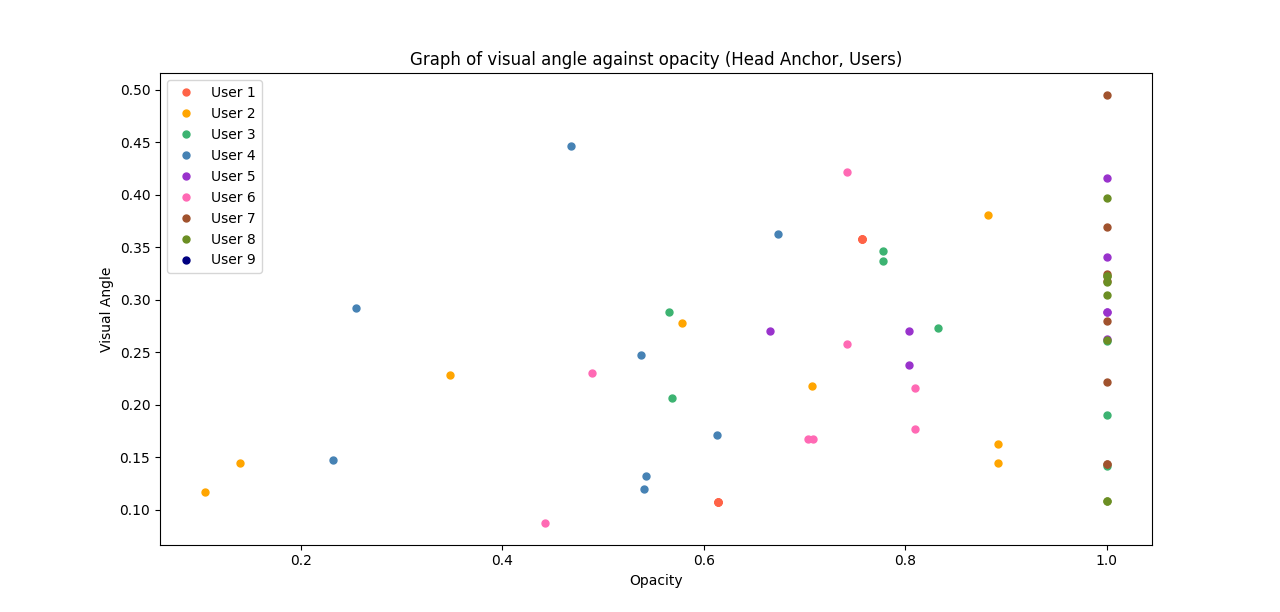 Graph of visual angle against opacity (Head Anchor, Users)
User 1
User 2
User 3
User 4
User 5
User 6
User 7
User 8
User 9
0.50
0.45
0.40
0.35
0.30
0.25
0.20
0.15
0.10
Visual Angle
0.2 0.4 0.6 0.8 1.0
Opacity